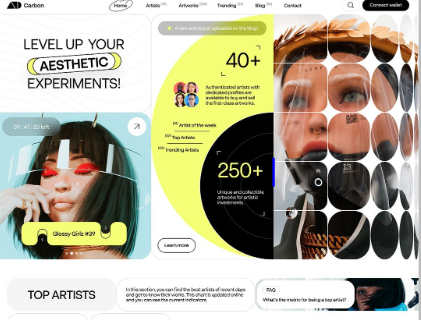 Carbon
Home
Artists
Artworks
Trending
Blog
Contact
Connect wallet
LEVEL UP YOUR
AESTHETIC
EXPERIMENTS!
A new artist just uploaded on the blog!
40+
Authenticated artists with
dedicated profiles are
available to buy and sell
the first-class artworks.
Artist of the week
Top Artists
Trending Artists
250+
Unique and collectible
artworks for artistic
investments
Learn more
09 : 47 : 23 left
Glossy Girlz #39
TOP ARTISTS
In this section, you can find the best artists of recent days
and get to know their works. This chart is updated online
and you can see the current indicators.
FAQ
What's the metric for being a top artist?